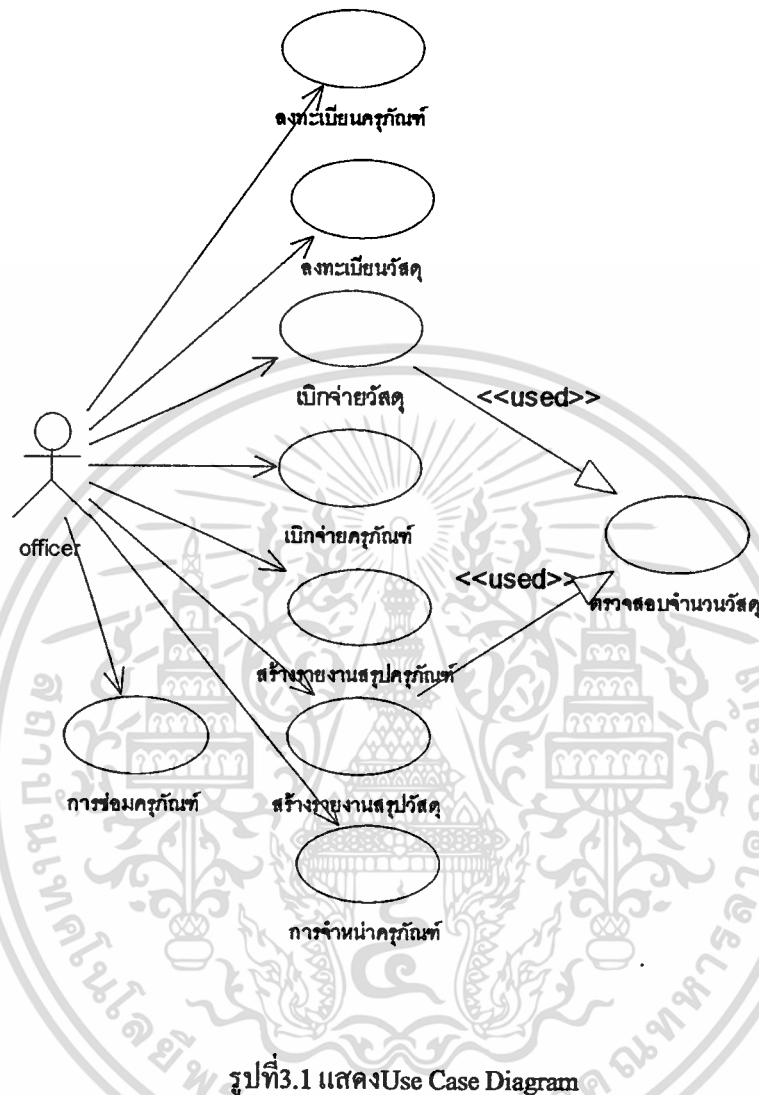 ลงทะเบียนครุภัณฑ์
ลงทะเบียนวัสดุ
เบิกจ่ายวัสดุ
<<used>>
เบิกจ่ายครุภัณฑ์
officer
<<used>>
ตรวจสอบจำนวนวัสดุ
สร้างรายงานสรุปครุภัณฑ์
การซ่อมครุภัณฑ์
สร้างรายงานสรุปวัสดุ
การจำหน่าครุภัณฑ์
รูปที่3.1 แสดงUse Case Diagram